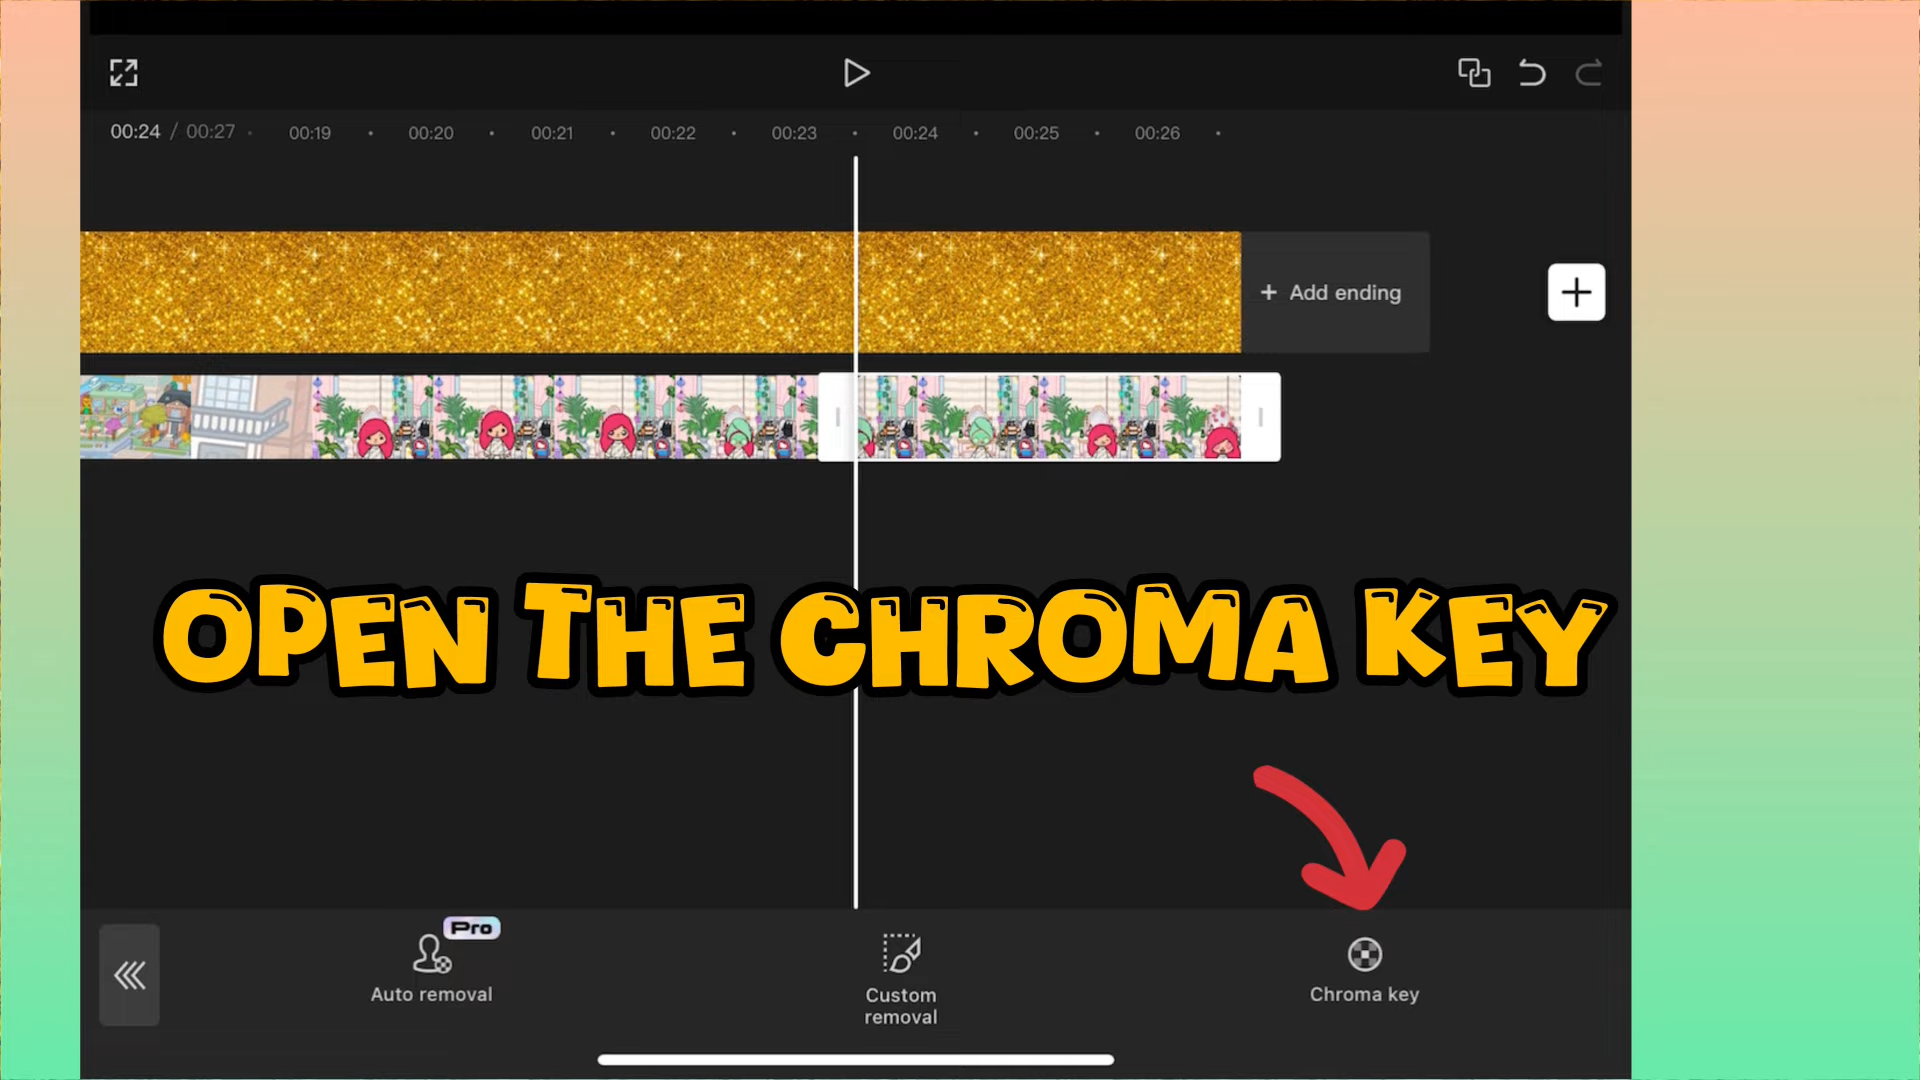 00:24 / 00:27 00:19 00:20 00:21 00:22 00:23 00:24 00:25 00:26
+ Add ending
OPEN THE CHROMA KEY
Pro
Auto removal
Custom
removal
Chroma key